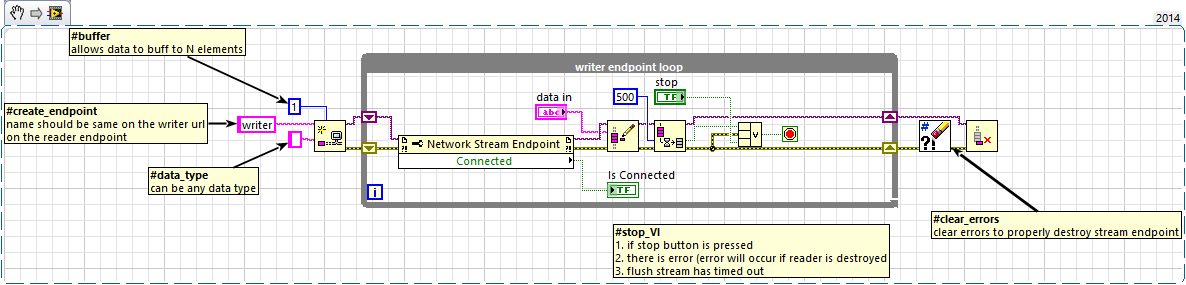 2014
#buffer
allows data to buff to N elements
writer endpoint loop
stop
data in
500
TF
abc
1
#create_endpoint
name should be same on the writer url
on the reader endpoint
writer
Network Stream Endpoint
Connected
#data_type
can be any data type
Is Connected
TF
i
#?!
#clear_errors
clear errors to properly destroy stream endpoint
#stop_VI
1. if stop button is pressed
2. there is error (error will occur if reader is destroyed
3. flush stream has timed out